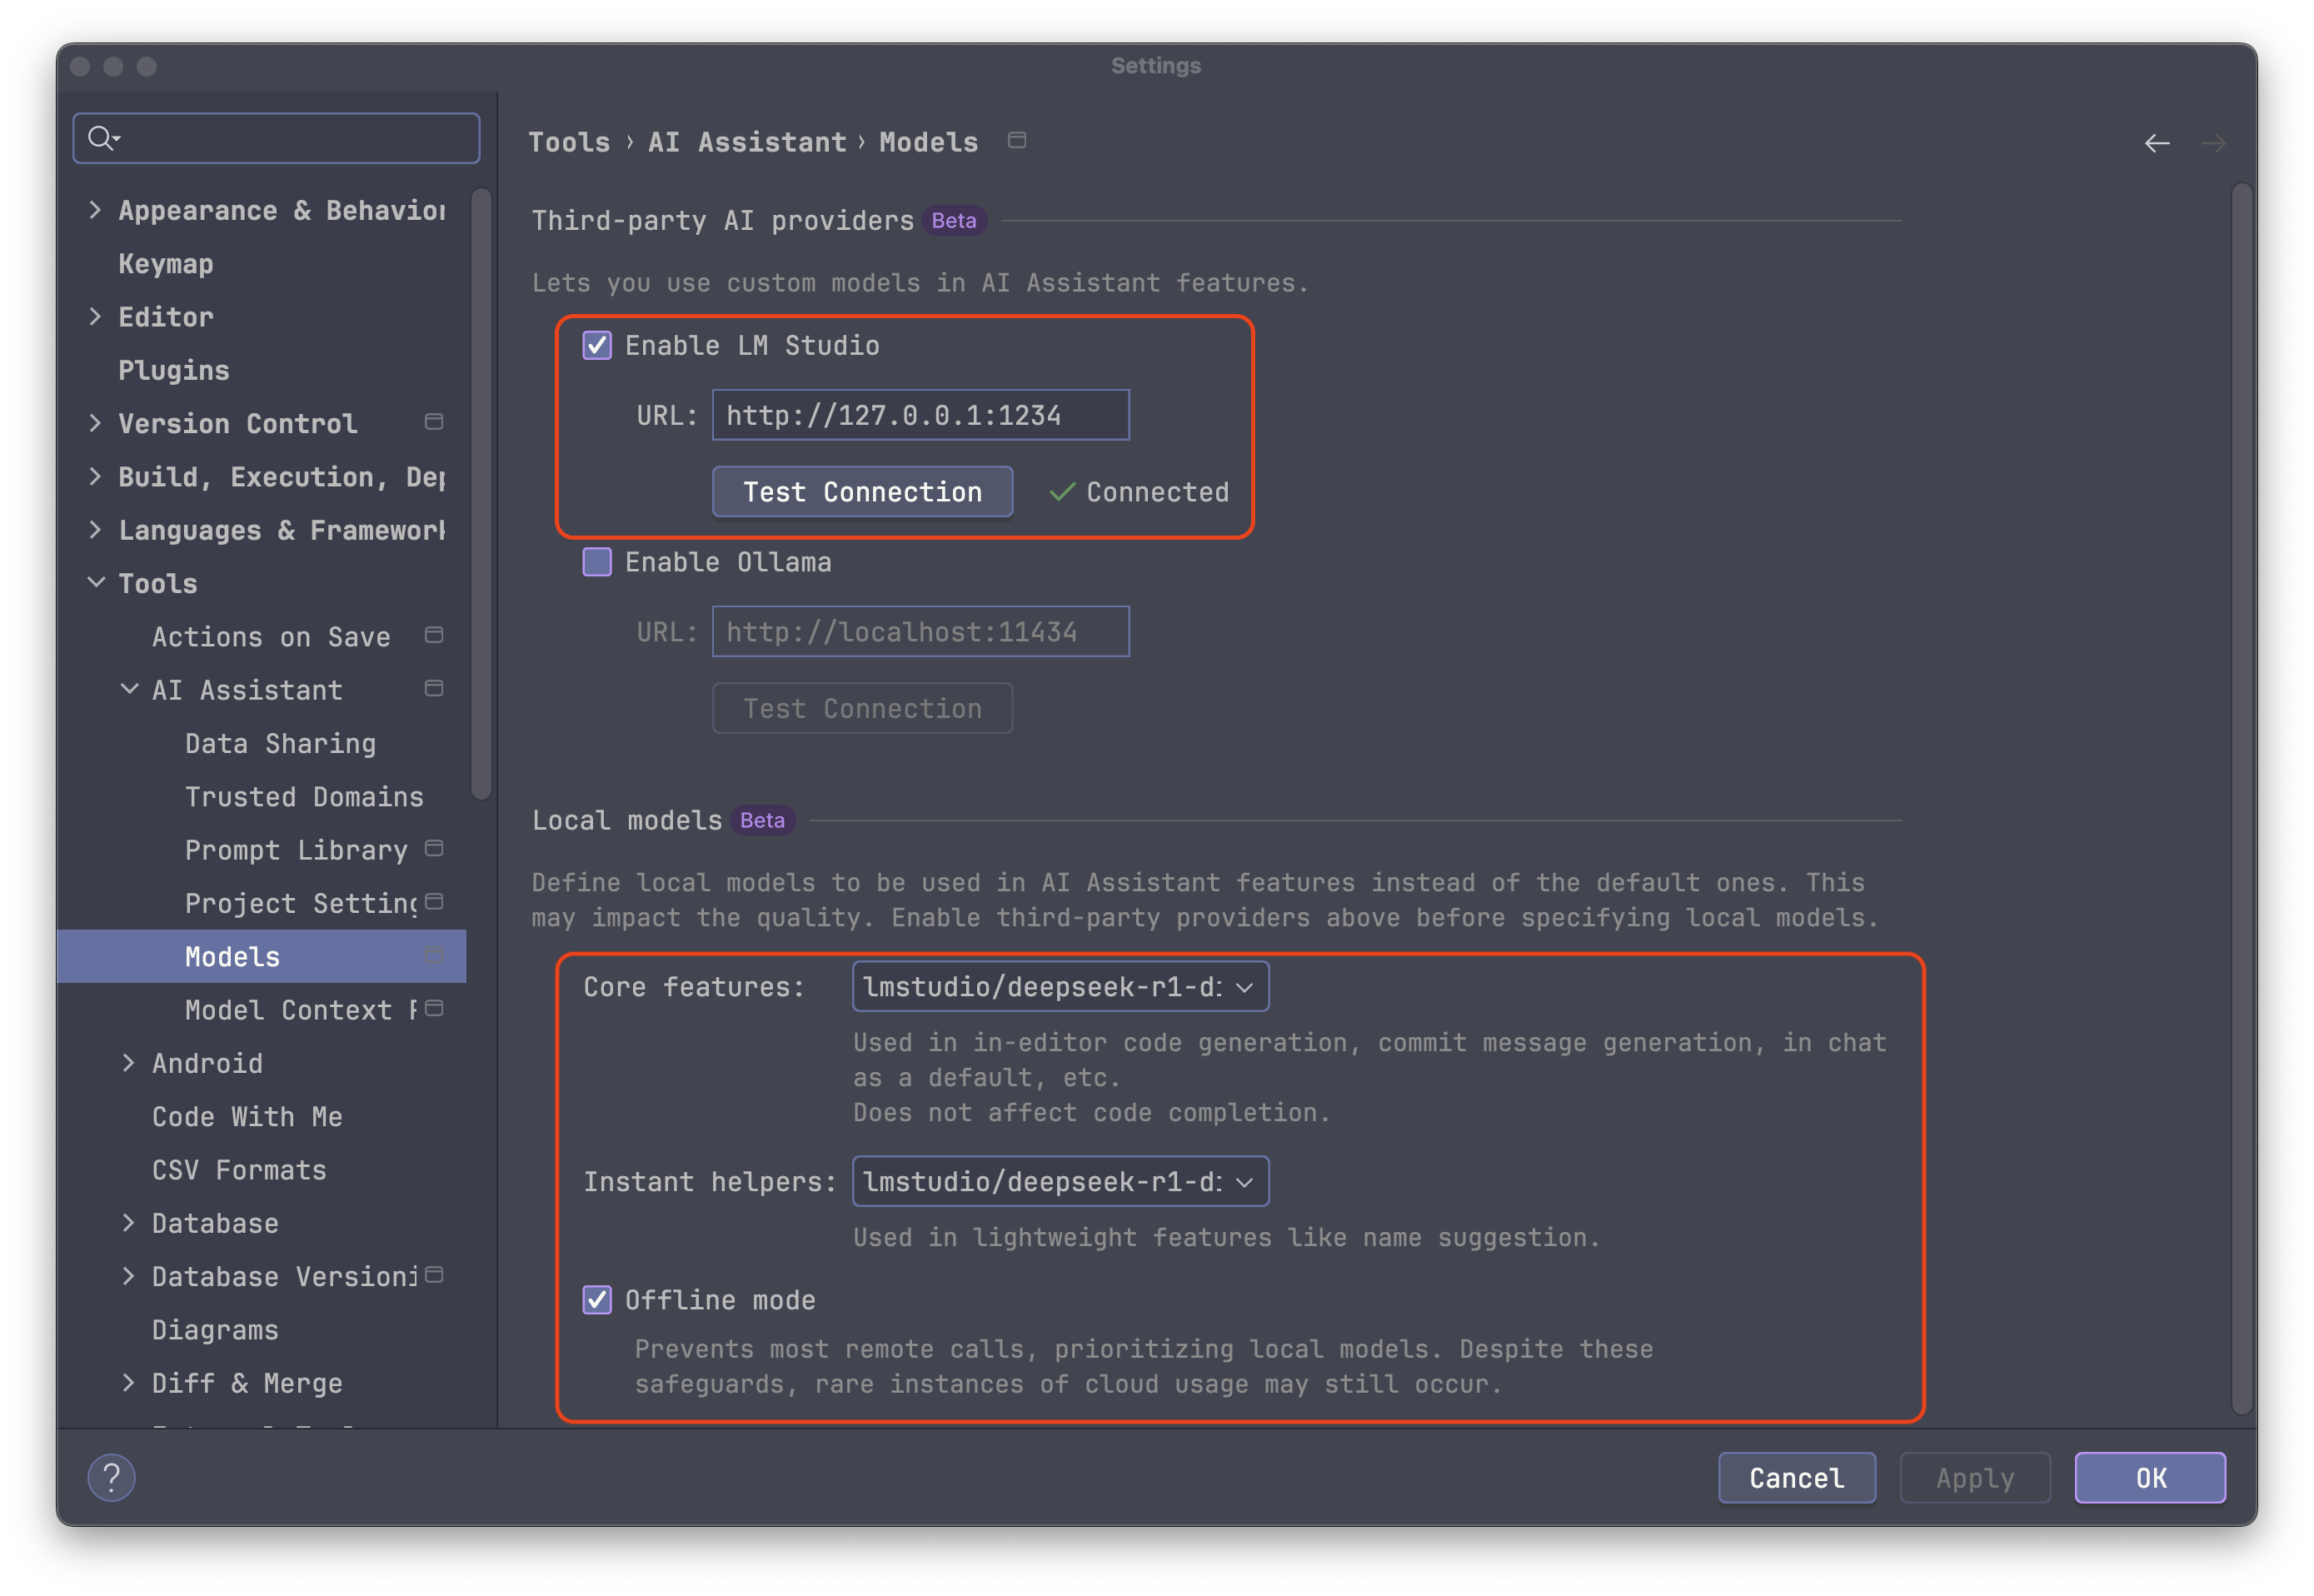 Settings
Appearance & Behavior
Keymap
Editor
Plugins
Version Control
Build, Execution, Dep
Languages & Framework
Tools
Actions on Save
AI Assistant
Data Sharing
Trusted Domains
Prompt Library
Project Setting
Models
Model Context P
Android
Code With Me
CSV Formats
Database
Database Versioni
Diagrams
Diff & Merge
Tools › AI Assistant › Models
Third-party AI providers Beta
Lets you use custom models in AI Assistant features.
Enable LM Studio
URL: http://127.0.0.1:1234
Test Connection ✓ Connected
Enable Ollama
URL: http://localhost:11434
Test Connection
Local models Beta
Define local models to be used in AI Assistant features instead of the default ones. This
may impact the quality. Enable third-party providers above before specifying local models.
Core features: lmstudio/deepseek-r1-d
Used in in-editor code generation, commit message generation, in chat
as a default, etc.
Does not affect code completion.
Instant helpers: lmstudio/deepseek-r1-d
Used in lightweight features like name suggestion.
Offline mode
Prevents most remote calls, prioritizing local models. Despite these
safeguards, rare instances of cloud usage may still occur.
? Cancel Apply OK